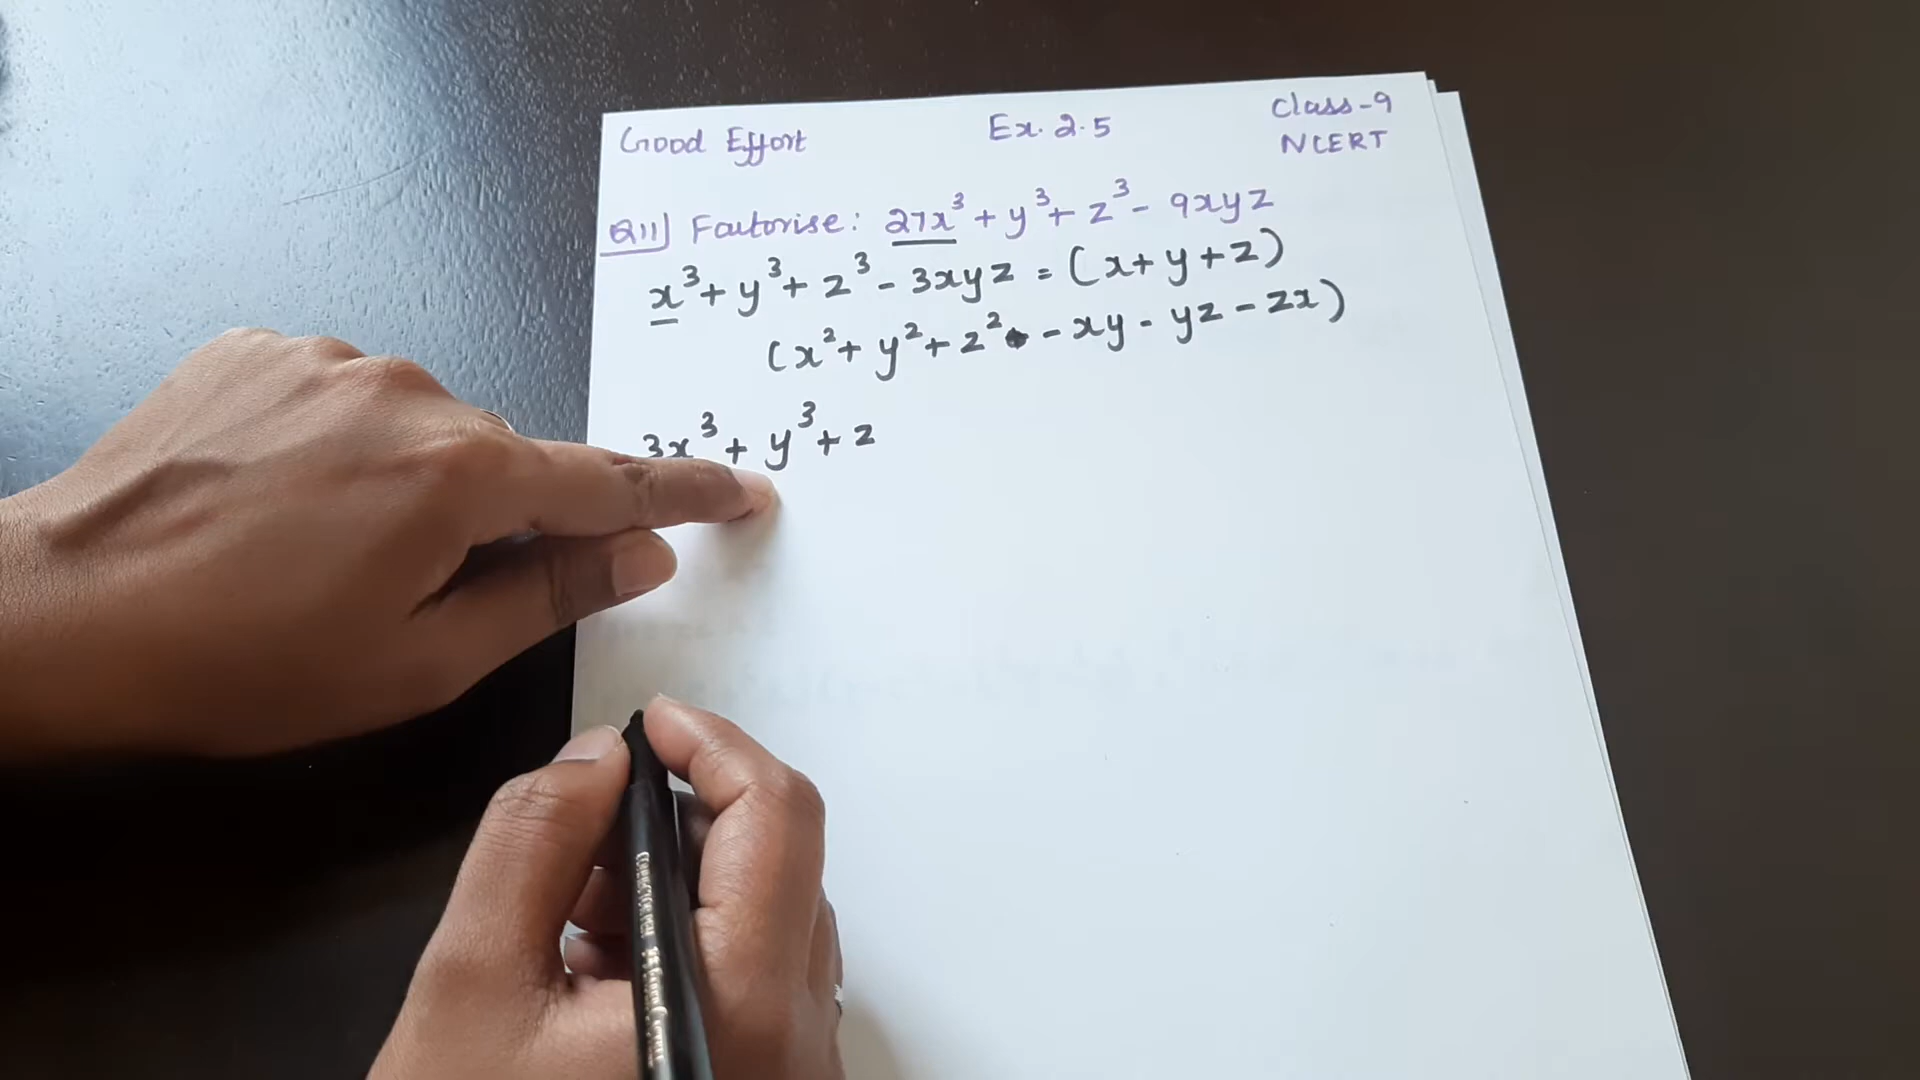 Good Effort Ex. 2.5 Class-9
NCERT
Q11] Factorise: 27x³ + y³ + z³ - 9xyz
x³ + y³ + z³ - 3xyz = (x+y+z)
(x² + y² + z² - xy - yz - zx)
3x³ + y³ + z